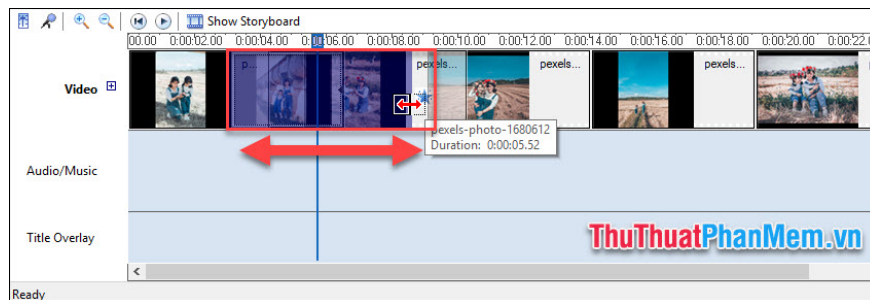 Show Storyboard
00.00 0:00:02.00 0:00:04.00 0:00:06.00 0:00:08.00 0:00:10.00 0:00:12.00 0:00:14.00 0:00:16.00 0:00:18.00 0:00:20.00 0:00:22.
p... pexels... pexels... pexels...
Video
pexels-photo-1680612
Duration: 0:00:05.52
Audio/Music
Title Overlay
ThuThuatPhanMem.vn
Ready